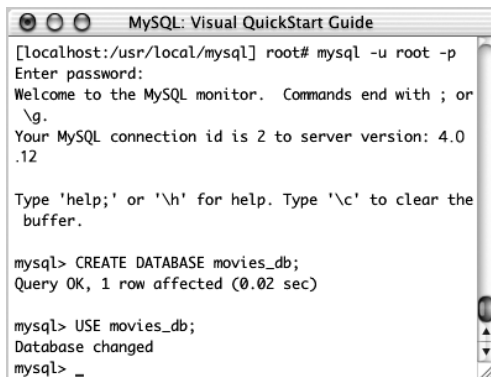 MySQL: Visual QuickStart Guide
[localhost:/usr/local/mysql] root# mysql -u root -p
Enter password:
Welcome to the MySQL monitor.  Commands end with ; or
\g.
Your MySQL connection id is 2 to server version: 4.0
.12
Type 'help;' or '\h' for help. Type '\c' to clear the
buffer.
mysql> CREATE DATABASE movies_db;
Query OK, 1 row affected (0.02 sec)
mysql> USE movies_db;
Database changed
mysql> _